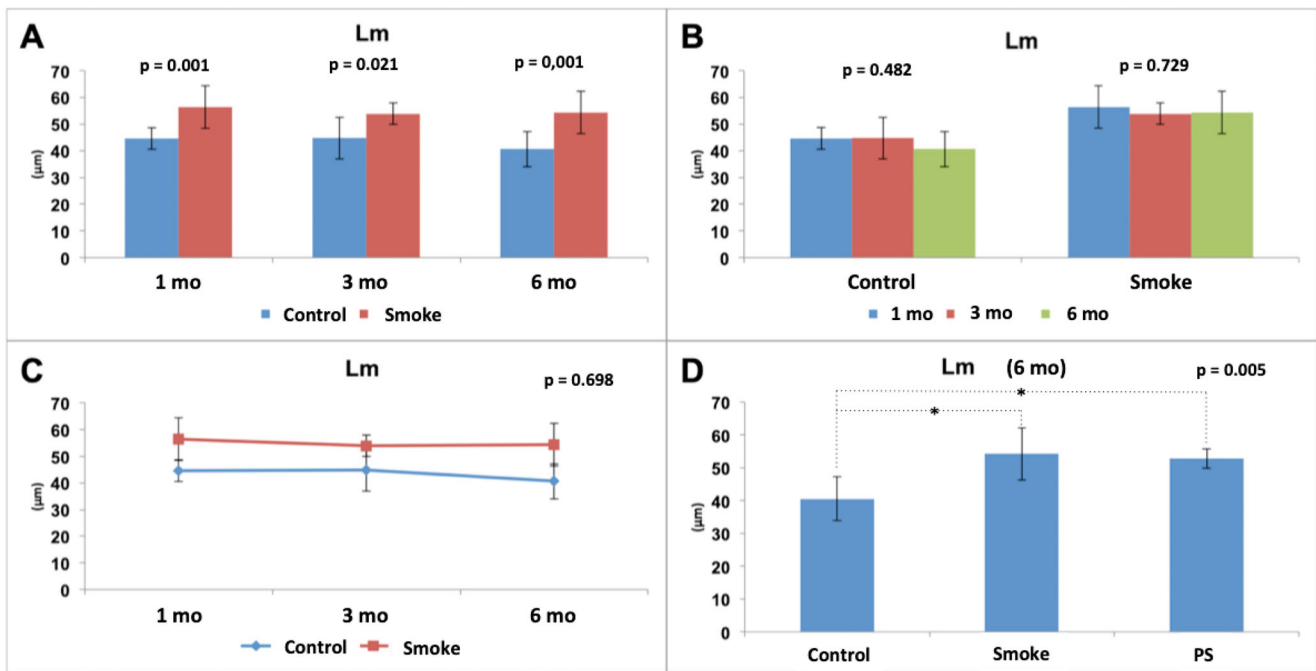 A
Lm
p = 0.001
p = 0.021
p = 0,001
70
60
50
40
30
20
10
0
(μm)
1 mo
3 mo
6 mo
Control
Smoke
B
Lm
p = 0.482
p = 0.729
70
60
50
40
30
20
10
0
(μm)
Control
Smoke
1 mo
3 mo
6 mo
C
Lm
p = 0.698
70
60
50
40
30
20
10
0
(μm)
1 mo
3 mo
6 mo
Control
Smoke
D
Lm (6 mo)
p = 0.005
*
*
70
60
50
40
30
20
10
0
(μm)
Control
Smoke
PS